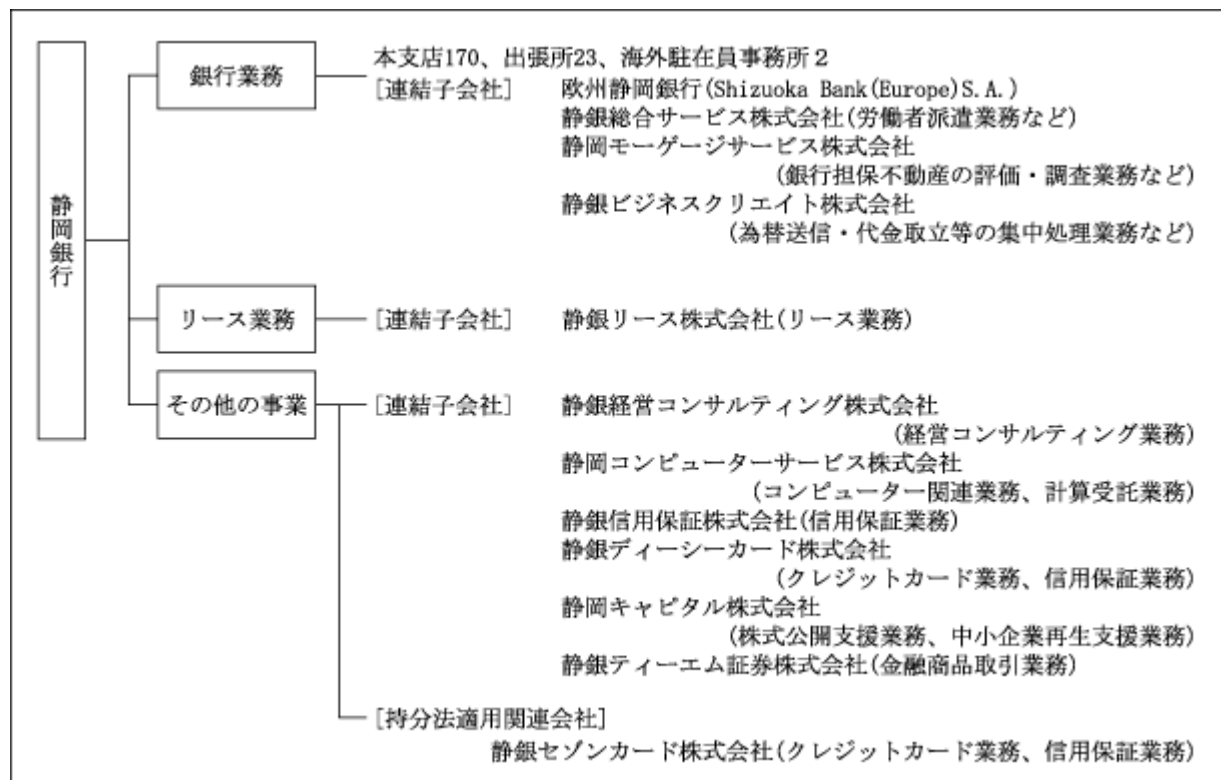 静岡銀行
銀行業務
本支店170、出張所23、海外駐在員事務所2
[連結子会社] 欧州静岡銀行(Shizuoka Bank(Europe)S.A.)
静銀総合サービス株式会社(労働者派遣業務など)
静岡モーゲージサービス株式会社
(銀行担保不動産の評価・調査業務など)
静銀ビジネスクリエイト株式会社
(為替送信・代金取立等の集中処理業務など)
リース業務 [連結子会社] 静銀リース株式会社(リース業務)
その他の事業 [連結子会社] 静銀経営コンサルティング株式会社
(経営コンサルティング業務)
静岡コンピューターサービス株式会社
(コンピューター関連業務、計算受託業務)
静銀信用保証株式会社(信用保証業務)
静銀ディーシーカード株式会社
(クレジットカード業務、信用保証業務)
静岡キャピタル株式会社
(株式公開支援業務、中小企業再生支援業務)
静銀ティーエム証券株式会社(金融商品取引業務)
[持分法適用関連会社]
静銀セゾンカード株式会社(クレジットカード業務、信用保証業務)